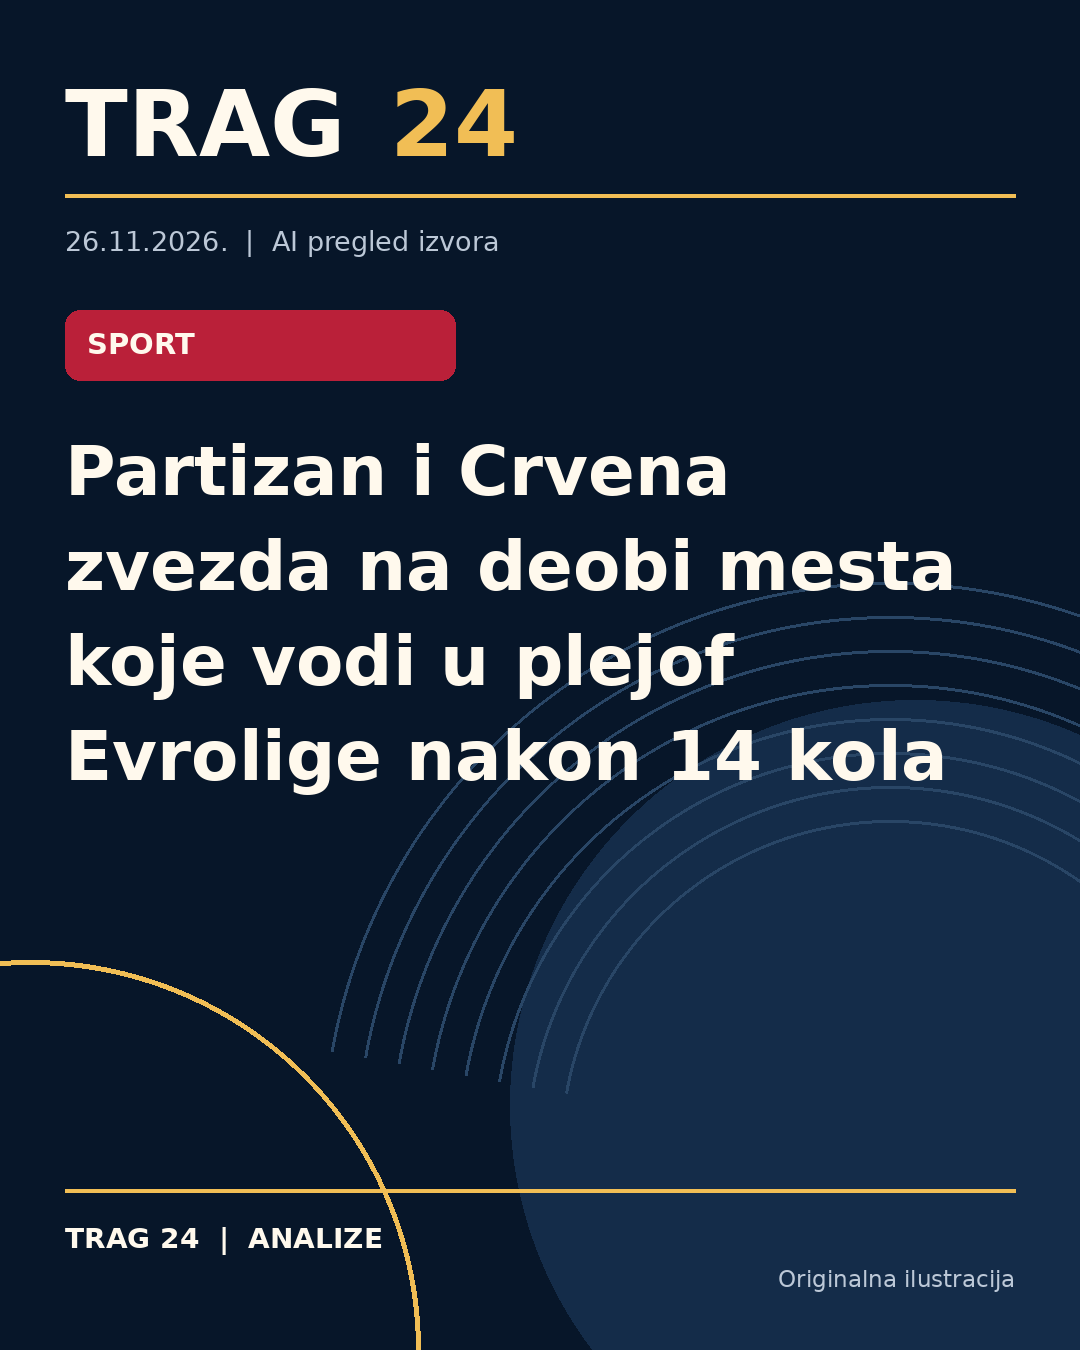 TRAG 24
26.11.2026. | AI pregled izvora
SPORT
Partizan i Crvena
zvezda na deobi mesta
koje vodi u plejof
Evrolige nakon 14 kola
TRAG 24 | ANALIZE
Originalna ilustracija